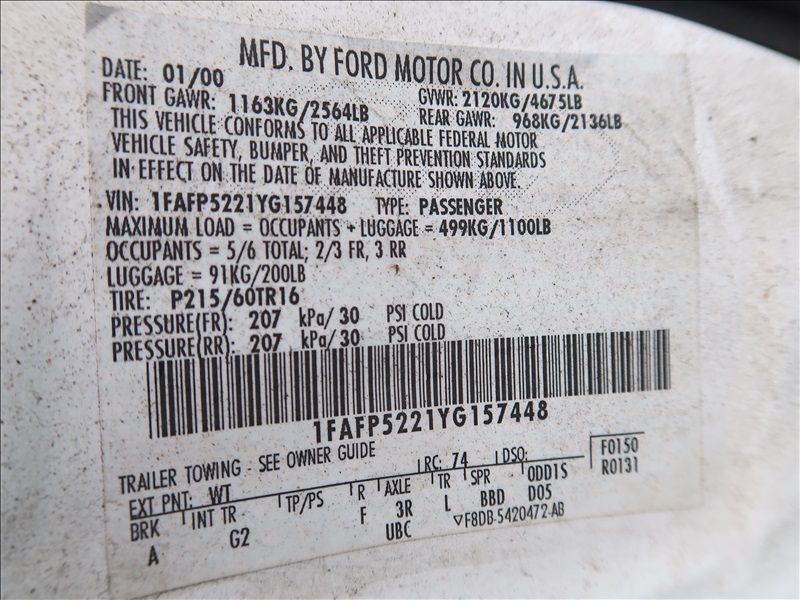 MFD. BY FORD MOTOR CO. IN U.S.A.
DATE: 01/00 GVWR: 2120KG/4675LB
FRONT GAWR: 1163KG/2564LB REAR GAWR: 968KG/2136LB
THIS VEHICLE CONFORMS TO ALL APPLICABLE FEDERAL MOTOR
VEHICLE SAFETY, BUMPER, AND THEFT PREVENTION STANDARDS
IN EFFECT ON THE DATE OF MANUFACTURE SHOWN ABOVE.
VIN: 1FAFP5221YG157448 TYPE: PASSENGER
MAXIMUM LOAD = OCCUPANTS + LUGGAGE = 499KG/1100LB
OCCUPANTS = 5/6 TOTAL; 2/3 FR, 3 RR
LUGGAGE = 91KG/200LB
TIRE: P215/60TR16
PRESSURE(FR): 207 kPa/ 30 PSI COLD
PRESSURE(RR): 207 kPa/ 30 PSI COLD
1FAFP5221YG157448
TRAILER TOWING - SEE OWNER GUIDE
EXT PNT: WT RC: 74 DSO: F0150
R0131
BRK INT TR TP/PS R AXLE TR SPR 0DD1S
A G2 F 3R L BBD D05
UBC ▽F8DB-5420472-AB